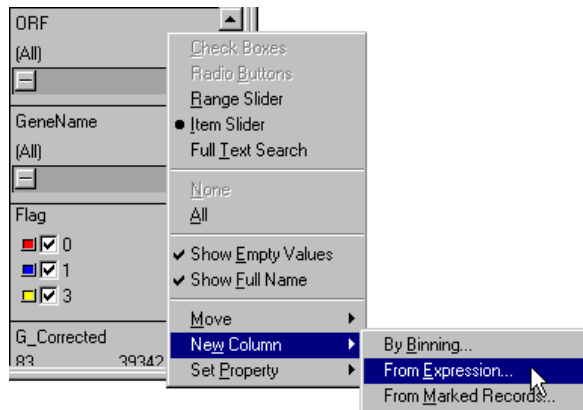 ORF
(All)
GeneName
(All)
Flag
0
1
3
G_Corrected
83 39342
Check Boxes
Radio Buttons
Range Slider
Item Slider
Full Text Search
None
All
Show Empty Values
Show Full Name
Move
New Column
Set Property
By Binning...
From Expression...
From Marked Records...